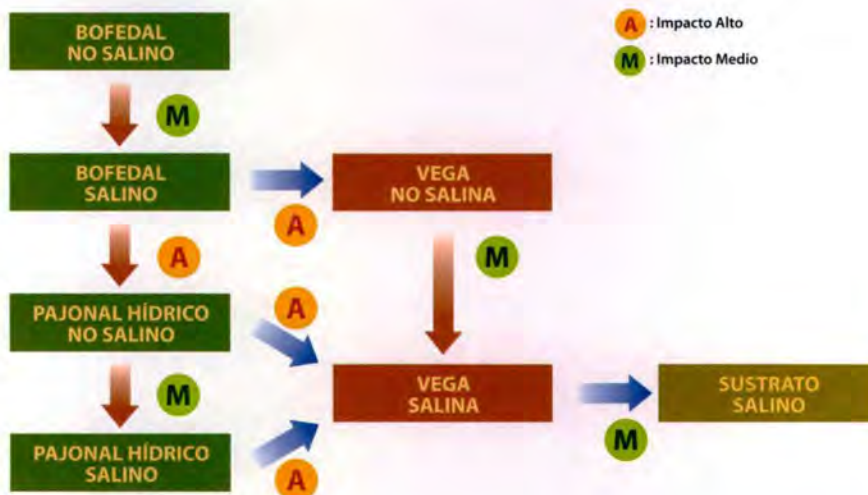 BOFEDAL
NO SALINO
A : Impacto Alto
M : Impacto Medio
M
BOFEDAL
SALINO
VEGA
NO SALINA
A
A
M
PAJONAL HÍDRICO
NO SALINO
A
M
VEGA
SALINA
SUSTRATO
SALINO
M
PAJONAL HÍDRICO
SALINO
A